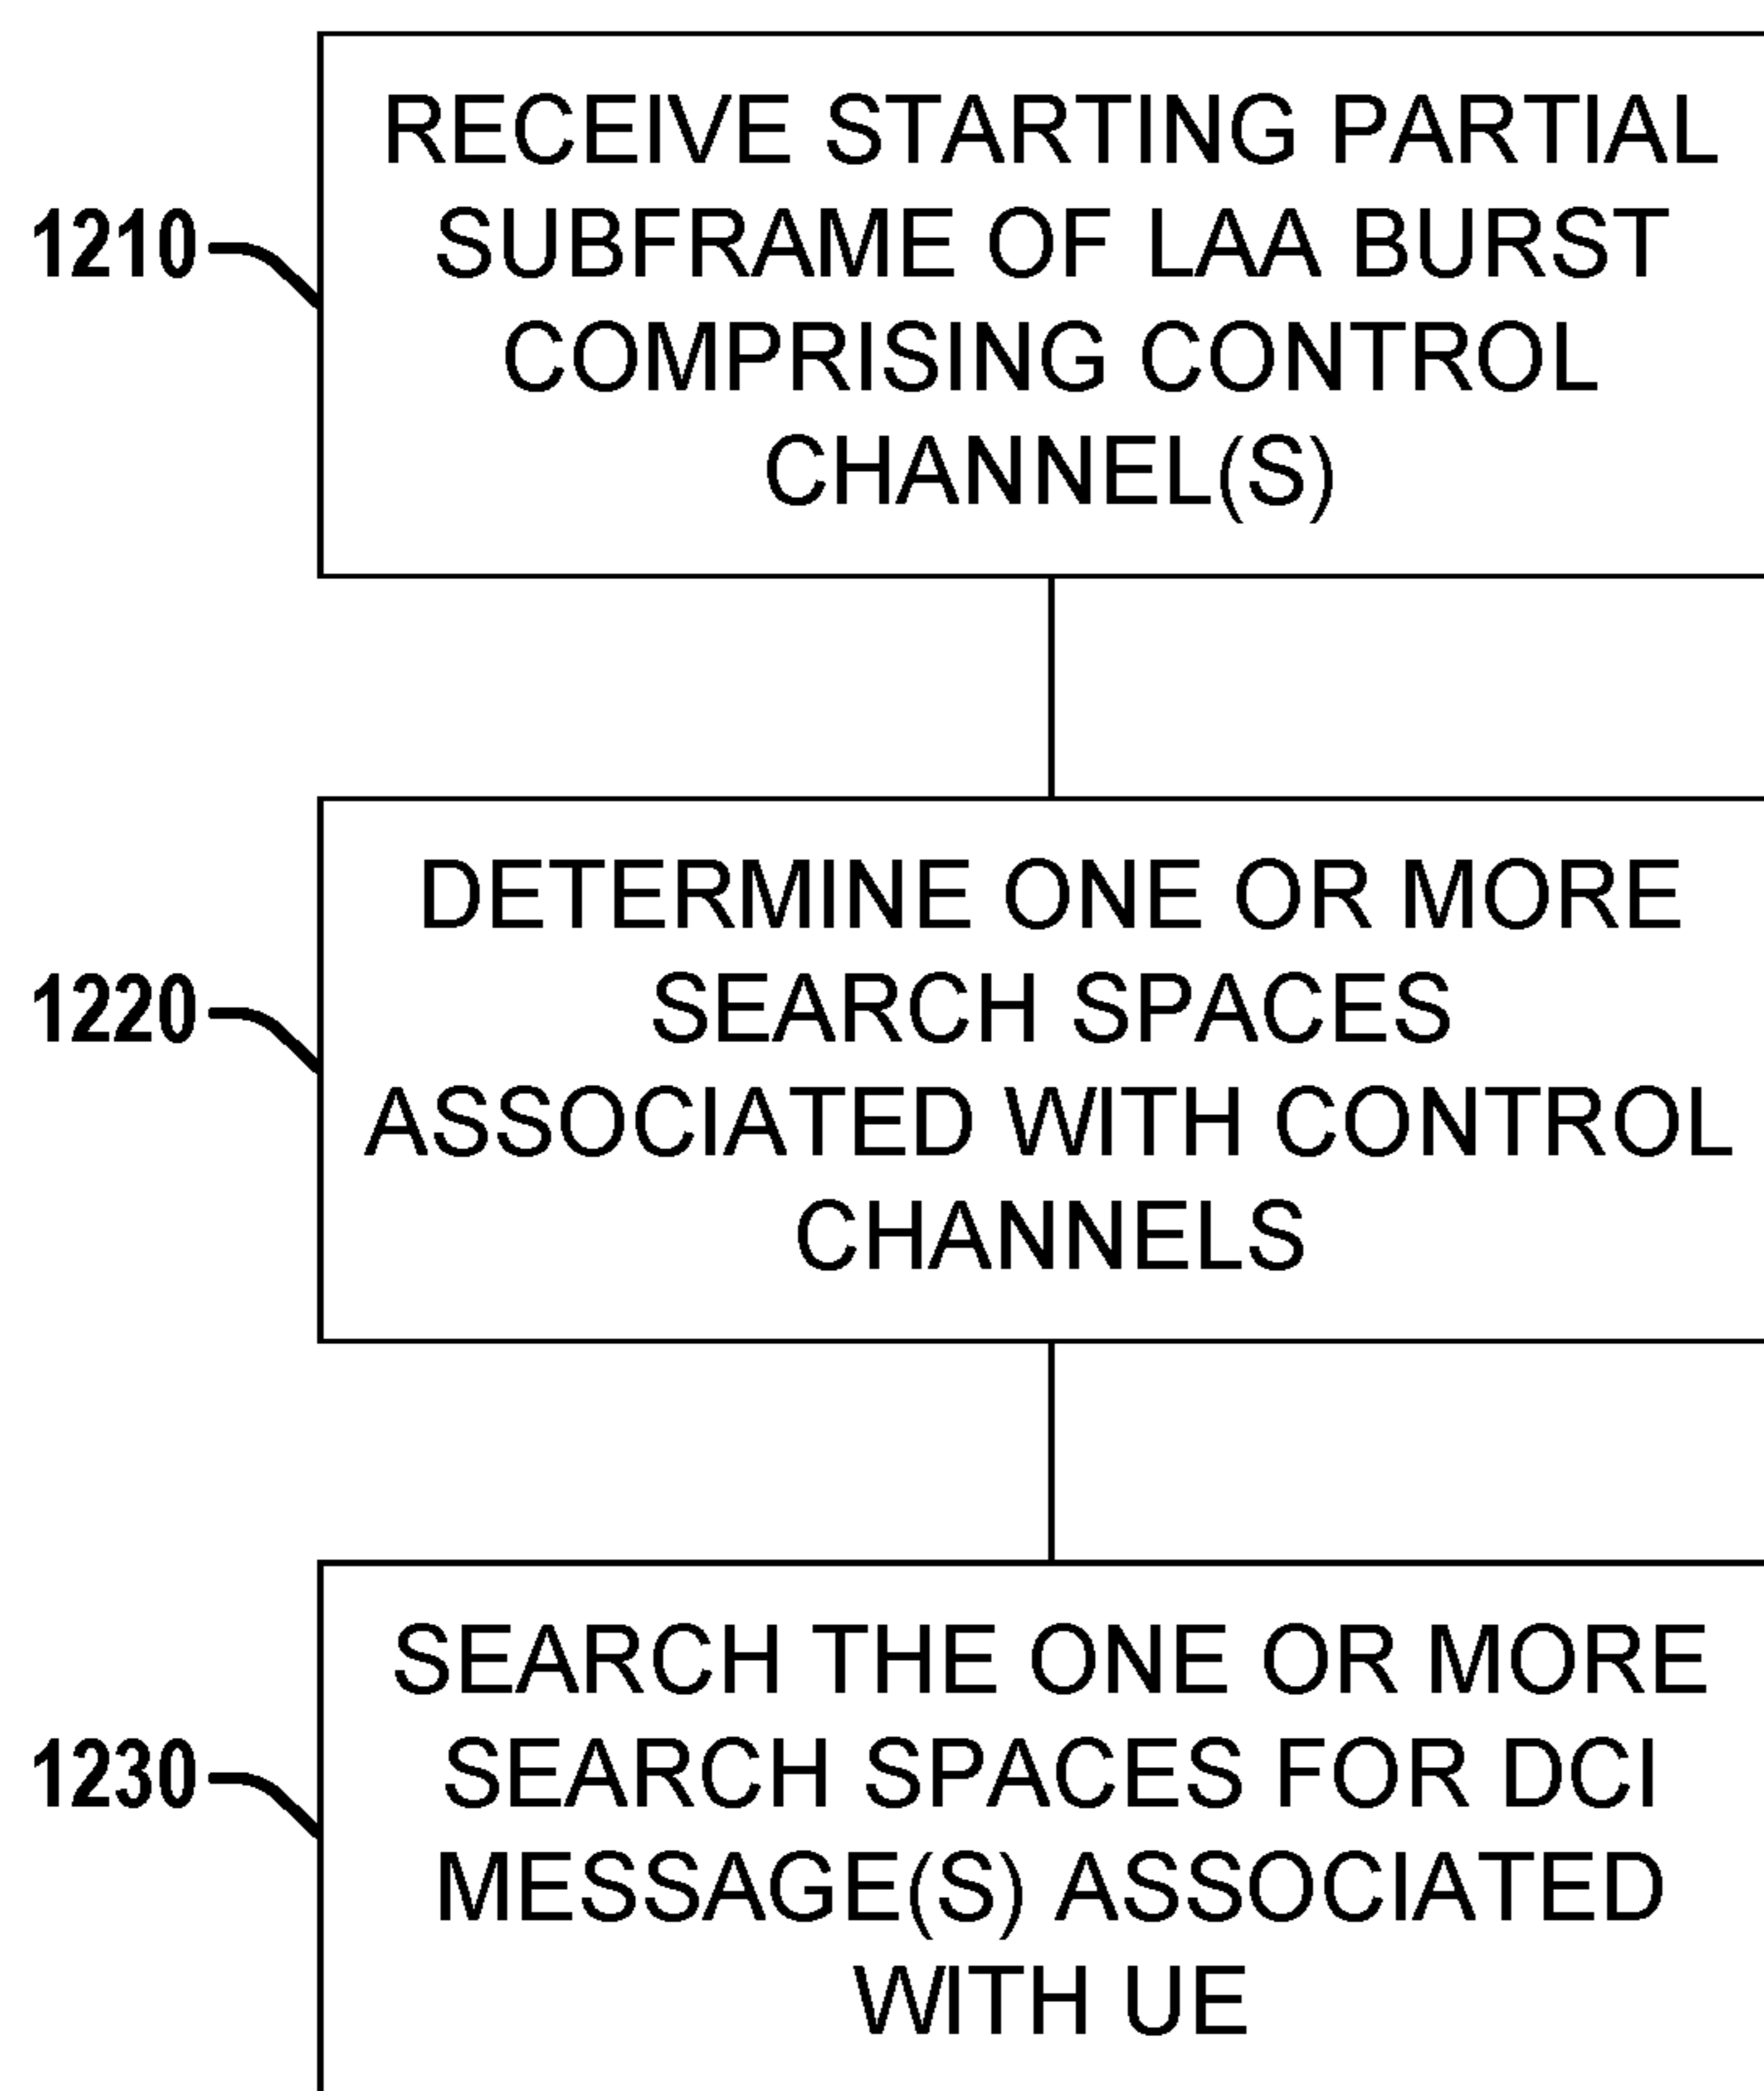 RECEIVE STARTING PARTIAL
SUBFRAME OF LAA BURST
COMPRISING CONTROL
CHANNEL(S)
1210
DETERMINE ONE OR MORE
SEARCH SPACES
ASSOCIATED WITH CONTROL
CHANNELS
1220
SEARCH THE ONE OR MORE
SEARCH SPACES FOR DCI
MESSAGE(S) ASSOCIATED
WITH UE
1230